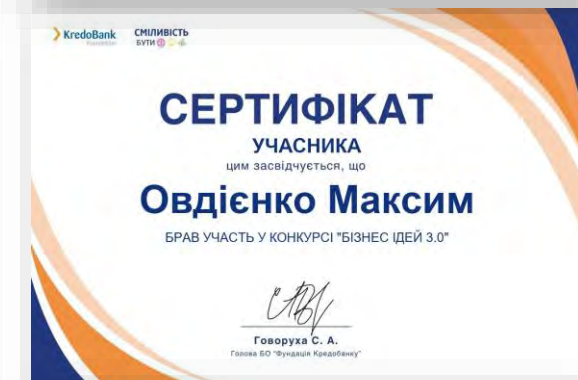 KredoBank
Foundation
СМІЛИВІСТЬ
БУТИ
СЕРТИФІКАТ
УЧАСНИКА
цим засвідчується, що
Овдієнко Максим
БРАВ УЧАСТЬ У КОНКУРСІ "БІЗНЕС ІДЕЙ 3.0"
Говоруха С. А.
Голова БО "Фундація Кредобанку"